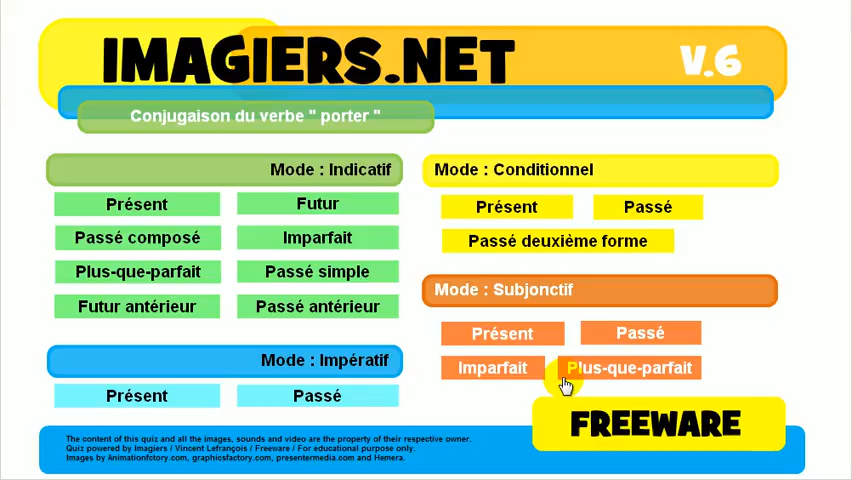 IMAGIERS.NET
V.6
Conjugaison du verbe " porter "
Mode : Indicatif
Présent
Futur
Passé composé
Imparfait
Plus-que-parfait
Passé simple
Futur antérieur
Passé antérieur
Mode : Impératif
Présent
Passé
Mode : Conditionnel
Présent
Passé
Passé deuxième forme
Mode : Subjonctif
Présent
Passé
Imparfait
Plus-que-parfait
FREEWARE
The content of this quiz and all the images, sounds and video are the property of their respective owner.
Quiz powered by Imagiers / Vincent Lefrançois / Freeware / For educational purpose only.
Images by Animationfctory.com, graphicsfactory.com, presentermedia.com and Hemera.